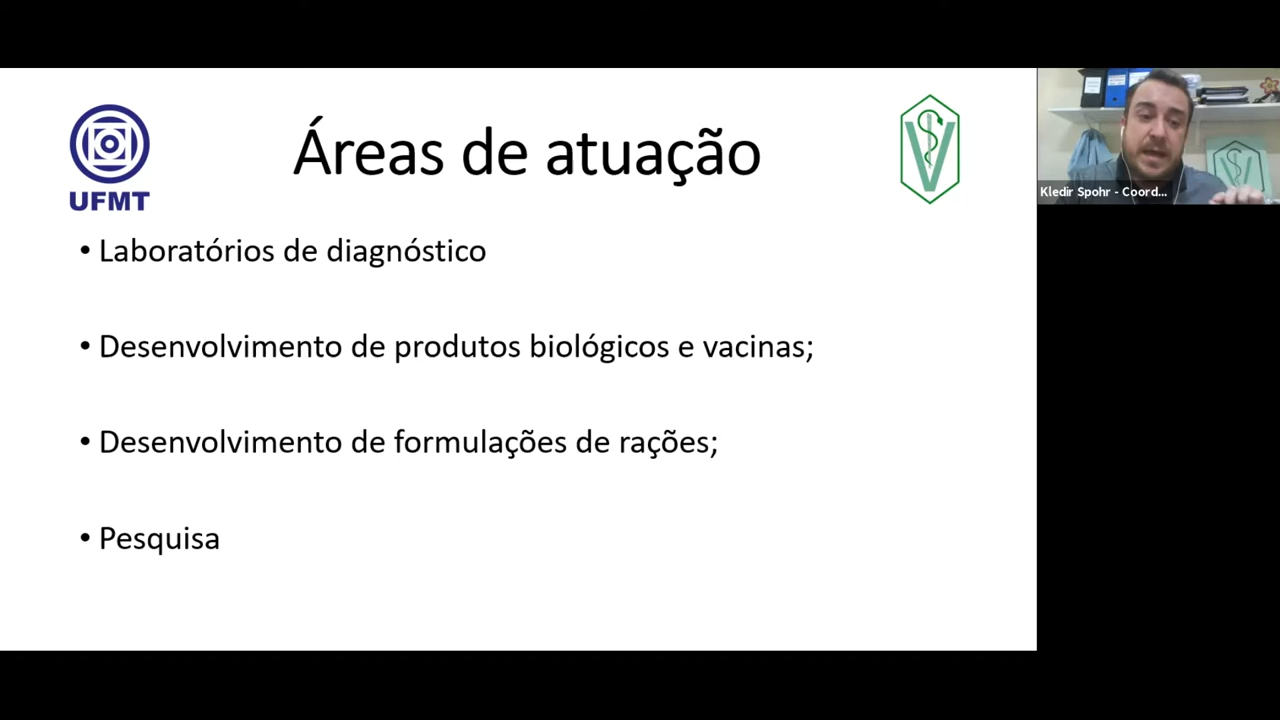 UFMT
Áreas de atuação
• Laboratórios de diagnóstico
• Desenvolvimento de produtos biológicos e vacinas;
• Desenvolvimento de formulações de rações;
• Pesquisa
Kledir Spohr - Coord...